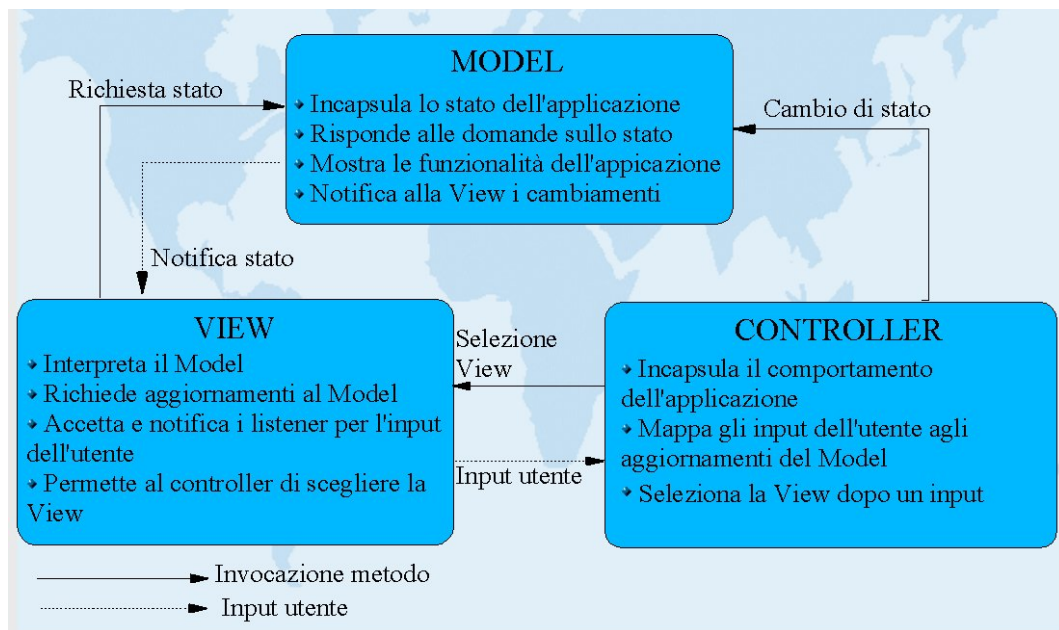 MODEL
Incapsula lo stato dell'applicazione
Risponde alle domande sullo stato
Mostra le funzionalità dell'appicazione
Notifica alla View i cambiamenti
Richiesta stato
Cambio di stato
Notifica stato
VIEW
Interpreta il Model
Richiede aggiornamenti al Model
Accetta e notifica i listener per l'input
dell'utente
Permette al controller di scegliere la
View
Selezione
View
Input utente
CONTROLLER
Incapsula il comportamento
dell'applicazione
Mappa gli input dell'utente agli
aggiornamenti del Model
Seleziona la View dopo un input
Invocazione metodo
Input utente